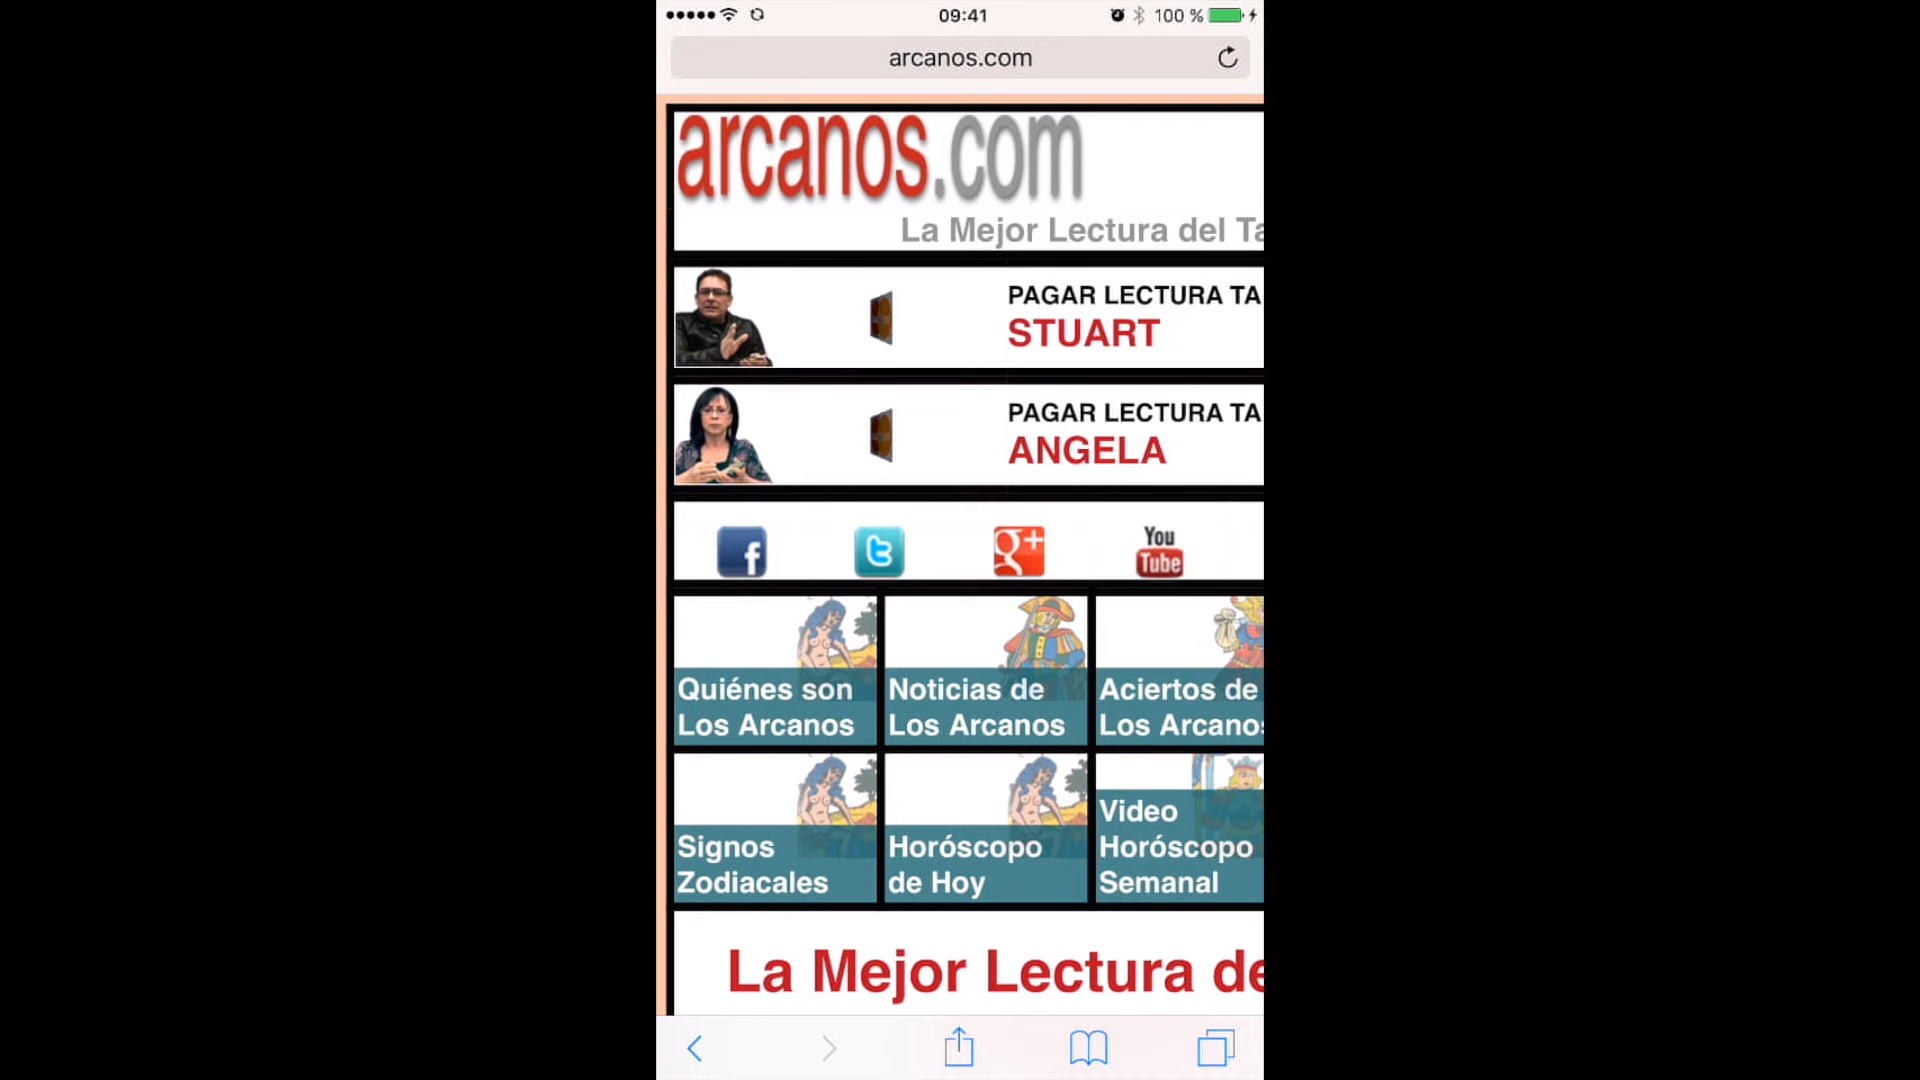 09:41
100 %
arcanos.com
arcanos.com
La Mejor Lectura del Ta
PAGAR LECTURA TA
STUART
PAGAR LECTURA TA
ANGELA
f
t
g+
You
Tube
Quiénes son
Los Arcanos
Noticias de
Los Arcanos
Aciertos de
Los Arcanos
Signos
Zodiacales
Horóscopo
de Hoy
Video
Horóscopo
Semanal
La Mejor Lectura de